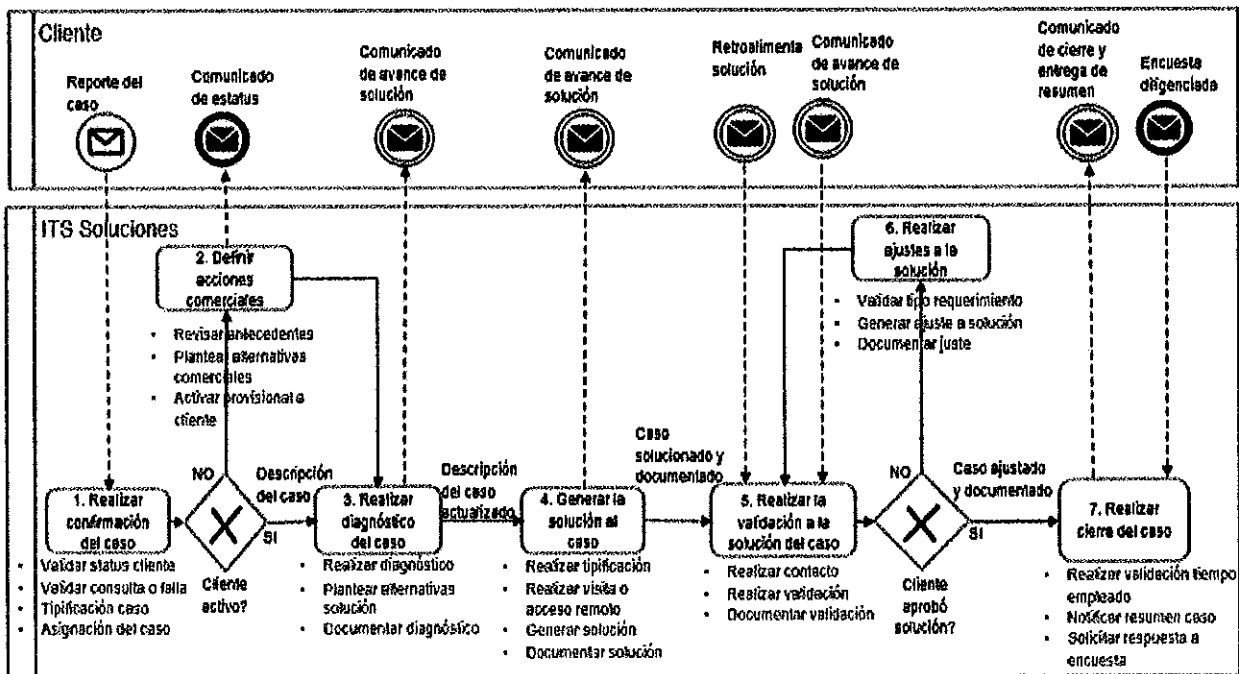 Cliente
Reporte del
caso
Comunicado
de estatus
Comunicado
de avance de
solución
Comunicado
de avance de
solución
Retroalimenta
solución
Comunicado
de avance de
solución
Comunicado
de cierre y
entrega de
resumen
Encuesta
diligenciada
ITS Soluciones
2. Definir
acciones
comerciales
• Revisar antecedentes
• Plantear alternativas
comerciales
• Activar provisional a
cliente
6. Realizar
ajustes a la
solución
• Validar tipo requerimiento
• Generar ajuste a solución
• Documentar juste
1. Realizar
confirmación
del caso
• Validar status cliente
• Validar consulta o falla
• Tipificación caso
• Asignación del caso
NO
SI
Cliente
activo?
Descripción
del caso
3. Realizar
diagnóstico
del caso
• Realizar diagnóstico
• Plantear alternativas
solución
• Documentar diagnóstico
Descripción
del caso
actualizado
4. Generar la
solución al
caso
• Realizar tipificación
• Realizar visita o
acceso remoto
• Generar solución
• Documentar solución
Caso
solucionado y
documentado
5. Realizar la
validación a la
solución del caso
• Realizar contacto
• Realizar validación
• Documentar validación
NO
SI
Cliente
aprobó
solución?
Caso ajustado
y documentado
7. Realizar
cierre del caso
• Realizar validación tiempo
empleado
• Notificar resumen caso
• Solicitar respuesta a
encuesta